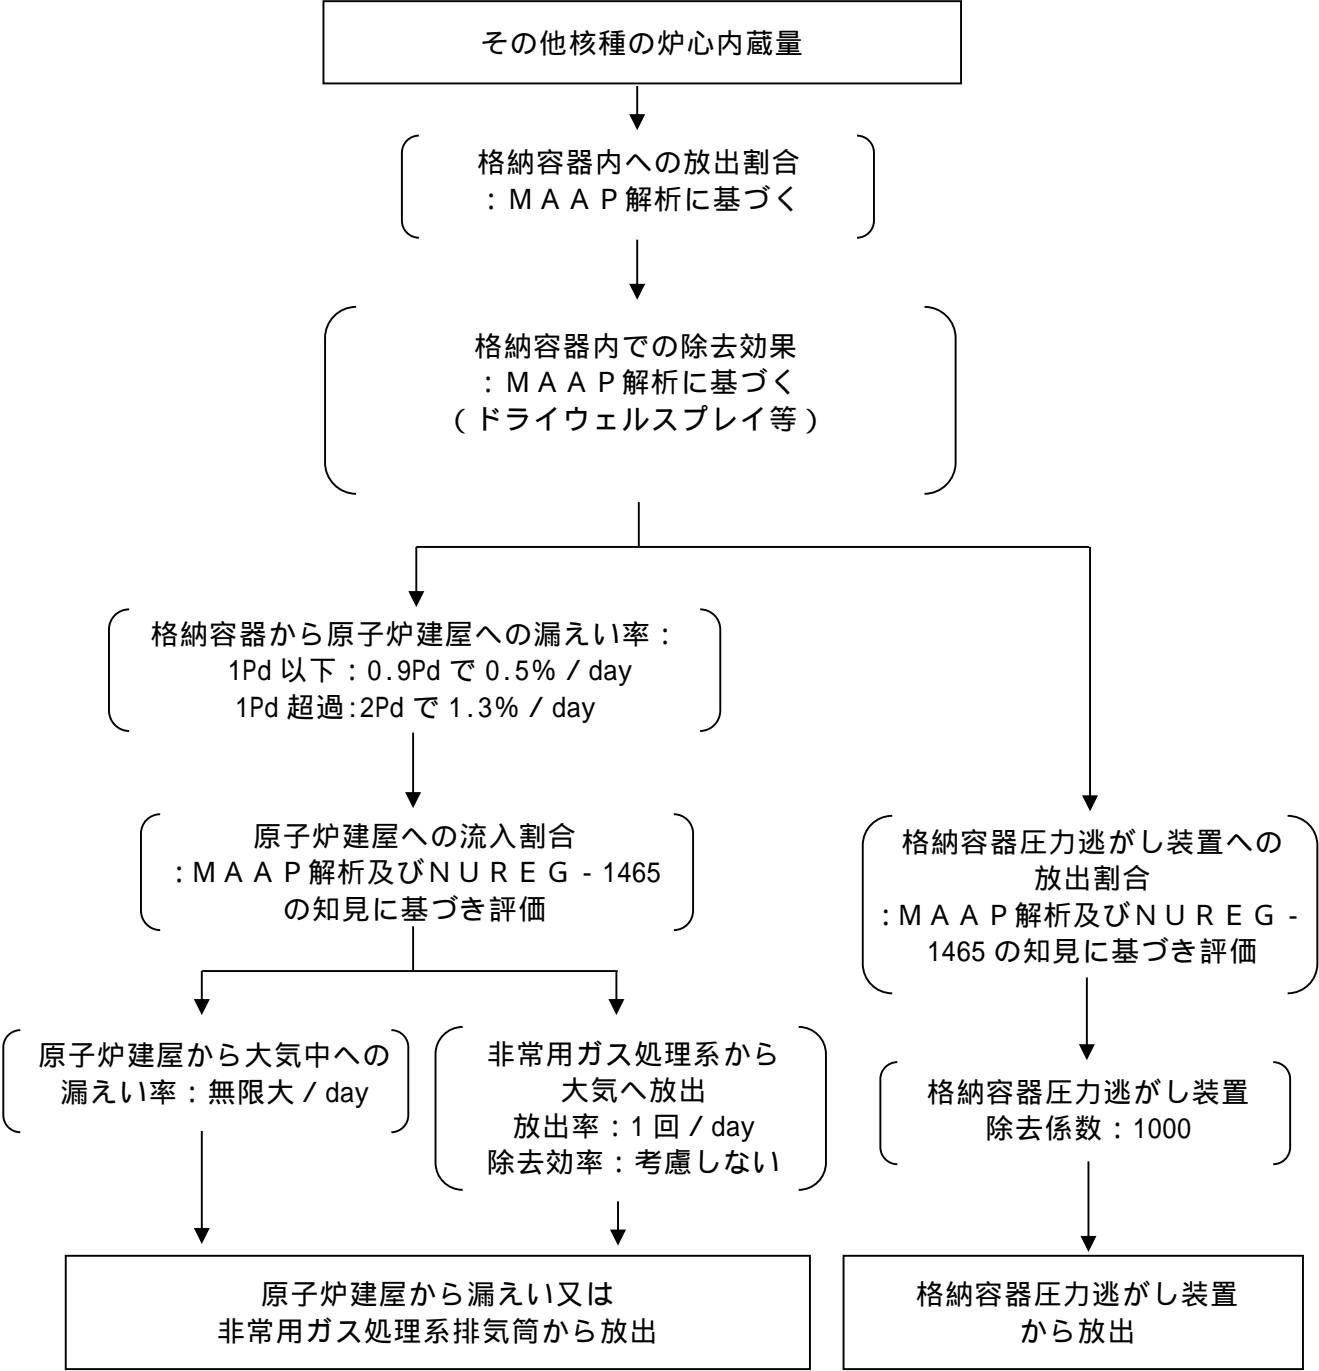 その他核種の炉心内蔵量
格納容器内への放出割合
：ＭＡＡＰ解析に基づく
格納容器内での除去効果
：ＭＡＡＰ解析に基づく
（ドライウェルスプレイ等）
格納容器から原子炉建屋への漏えい率：
1Pd 以下：0.9Pd で 0.5%／day
1Pd 超過:2Pd で 1.3%／day
原子炉建屋への流入割合
:ＭＡＡＰ解析及びＮＵＲＥＧ‐1465
の知見に基づき評価
原子炉建屋から大気中への
漏えい率：無限大／day
非常用ガス処理系から
大気へ放出
放出率：1 回／day
除去効率：考慮しない
原子炉建屋から漏えい又は
非常用ガス処理系排気筒から放出
格納容器圧力逃がし装置への
放出割合
:ＭＡＡＰ解析及びＮＵＲＥＧ‐
1465 の知見に基づき評価
格納容器圧力逃がし装置
除去係数：1000
格納容器圧力逃がし装置
から放出